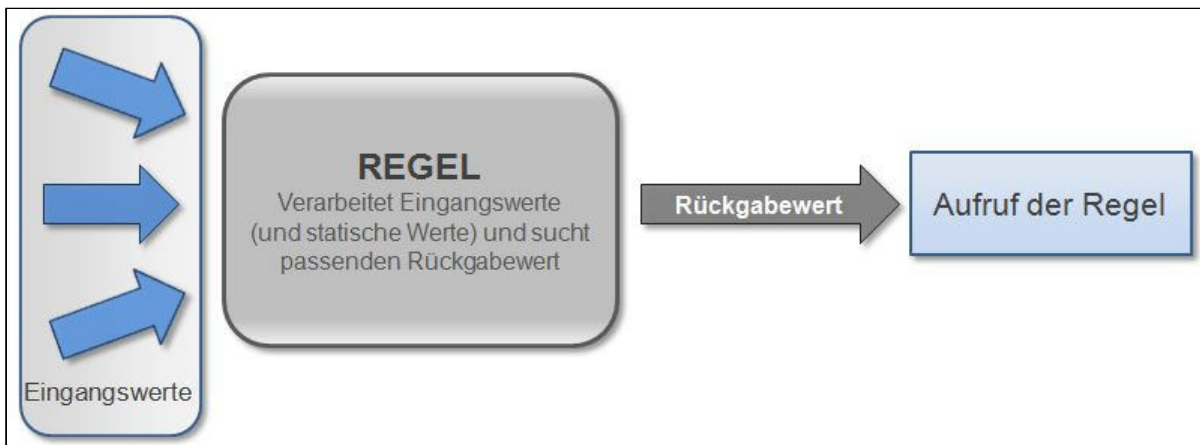 Eingangswerte
REGEL
Verarbeitet Eingangswerte
(und statische Werte) und sucht
passenden Rückgabewert
Rückgabewert
Aufruf der Regel